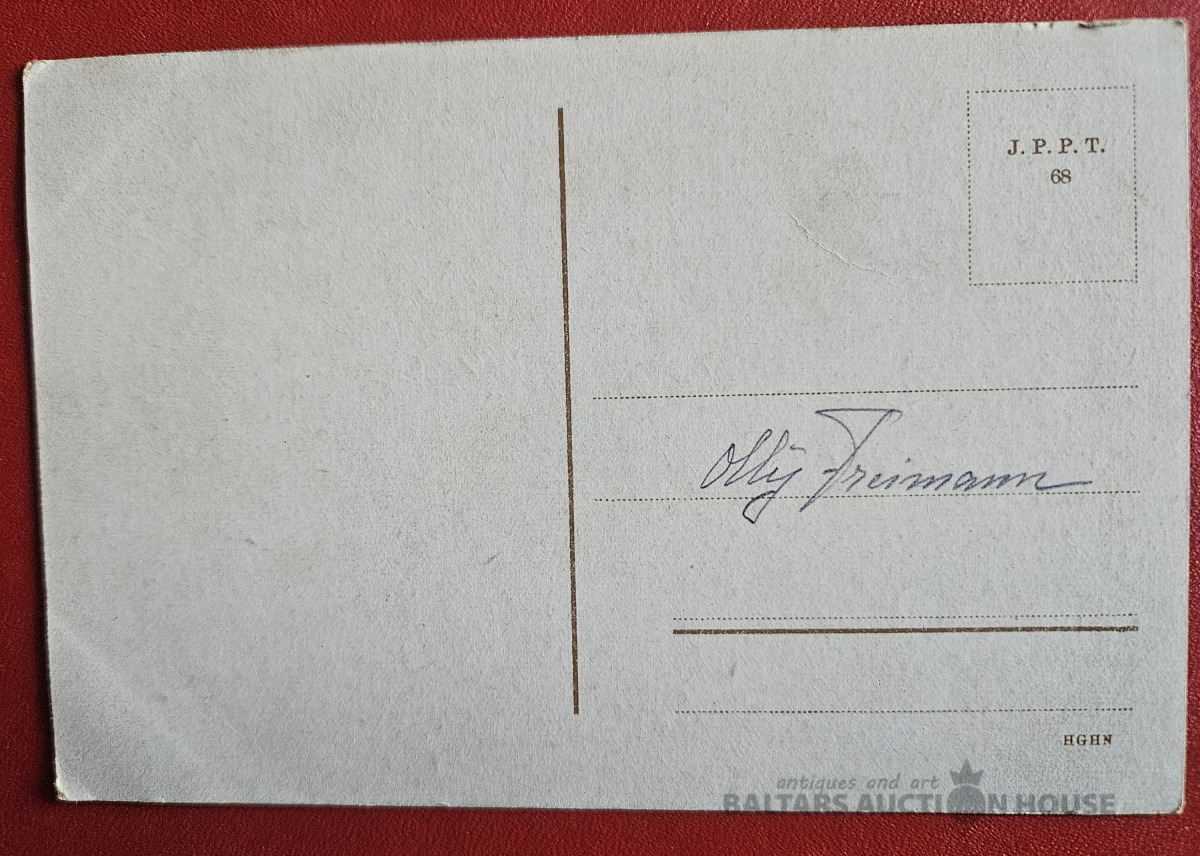 J. P. P. T.
68
Olly Freimann
HGHN
antiques and art
BALTARS AUCTION HOUSE